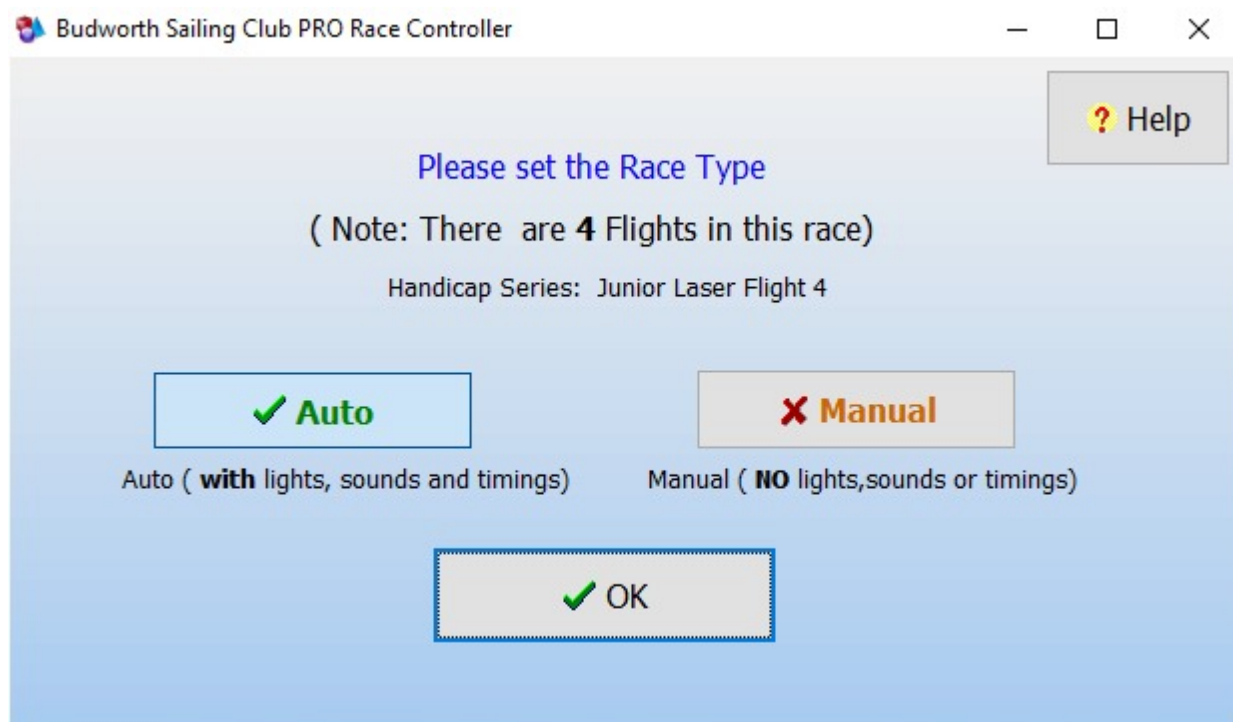 Budworth Sailing Club PRO Race Controller
? Help
Please set the Race Type
( Note: There  are 4 Flights in this race)
Handicap Series:  Junior Laser Flight 4
Auto
Manual
Auto ( with lights, sounds and timings)
Manual ( NO lights,sounds or timings)
OK